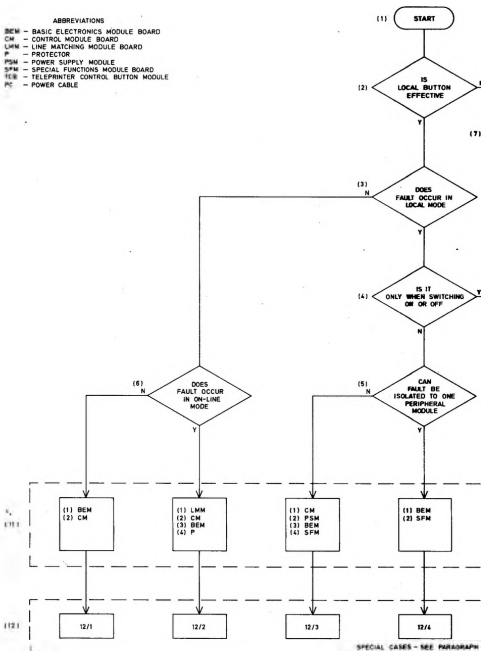 ABBREVIATIONS
BEM - BASIC ELECTRONICS MODULE BOARD
CM - CONTROL MODULE BOARD
LMM - LINE MATCHING MODULE BOARD
P - PROTECTOR
PSM - POWER SUPPLY MODULE
SFM - SPECIAL FUNCTIONS MODULE BOARD
TCB - TELEPRINTER CONTROL BUTTON MODULE
PC - POWER CABLE
(1) START
(2) IS
LOCAL BUTTON
EFFECTIVE
Y
(7)
(3)
N
DOES
FAULT OCCUR IN
LOCAL MODE
Y
(4)
IS IT
ONLY WHEN SWITCHING
ON OR OFF
Y
N
(6)
N
DOES
FAULT OCCUR
IN ON-LINE
MODE
Y
(5)
N
CAN
FAULT BE
ISOLATED TO ONE
PERIPHERAL
MODULE
Y
(11)
(1) BEM
(2) CM
(1) LMM
(2) CM
(3) BEM
(4) P
(1) CM
(2) PSM
(3) BEM
(4) SFM
(1) BEM
(2) SFM
(12)
12/1
12/2
12/3
12/4
SPECIAL CASES - SEE PARAGRAPH